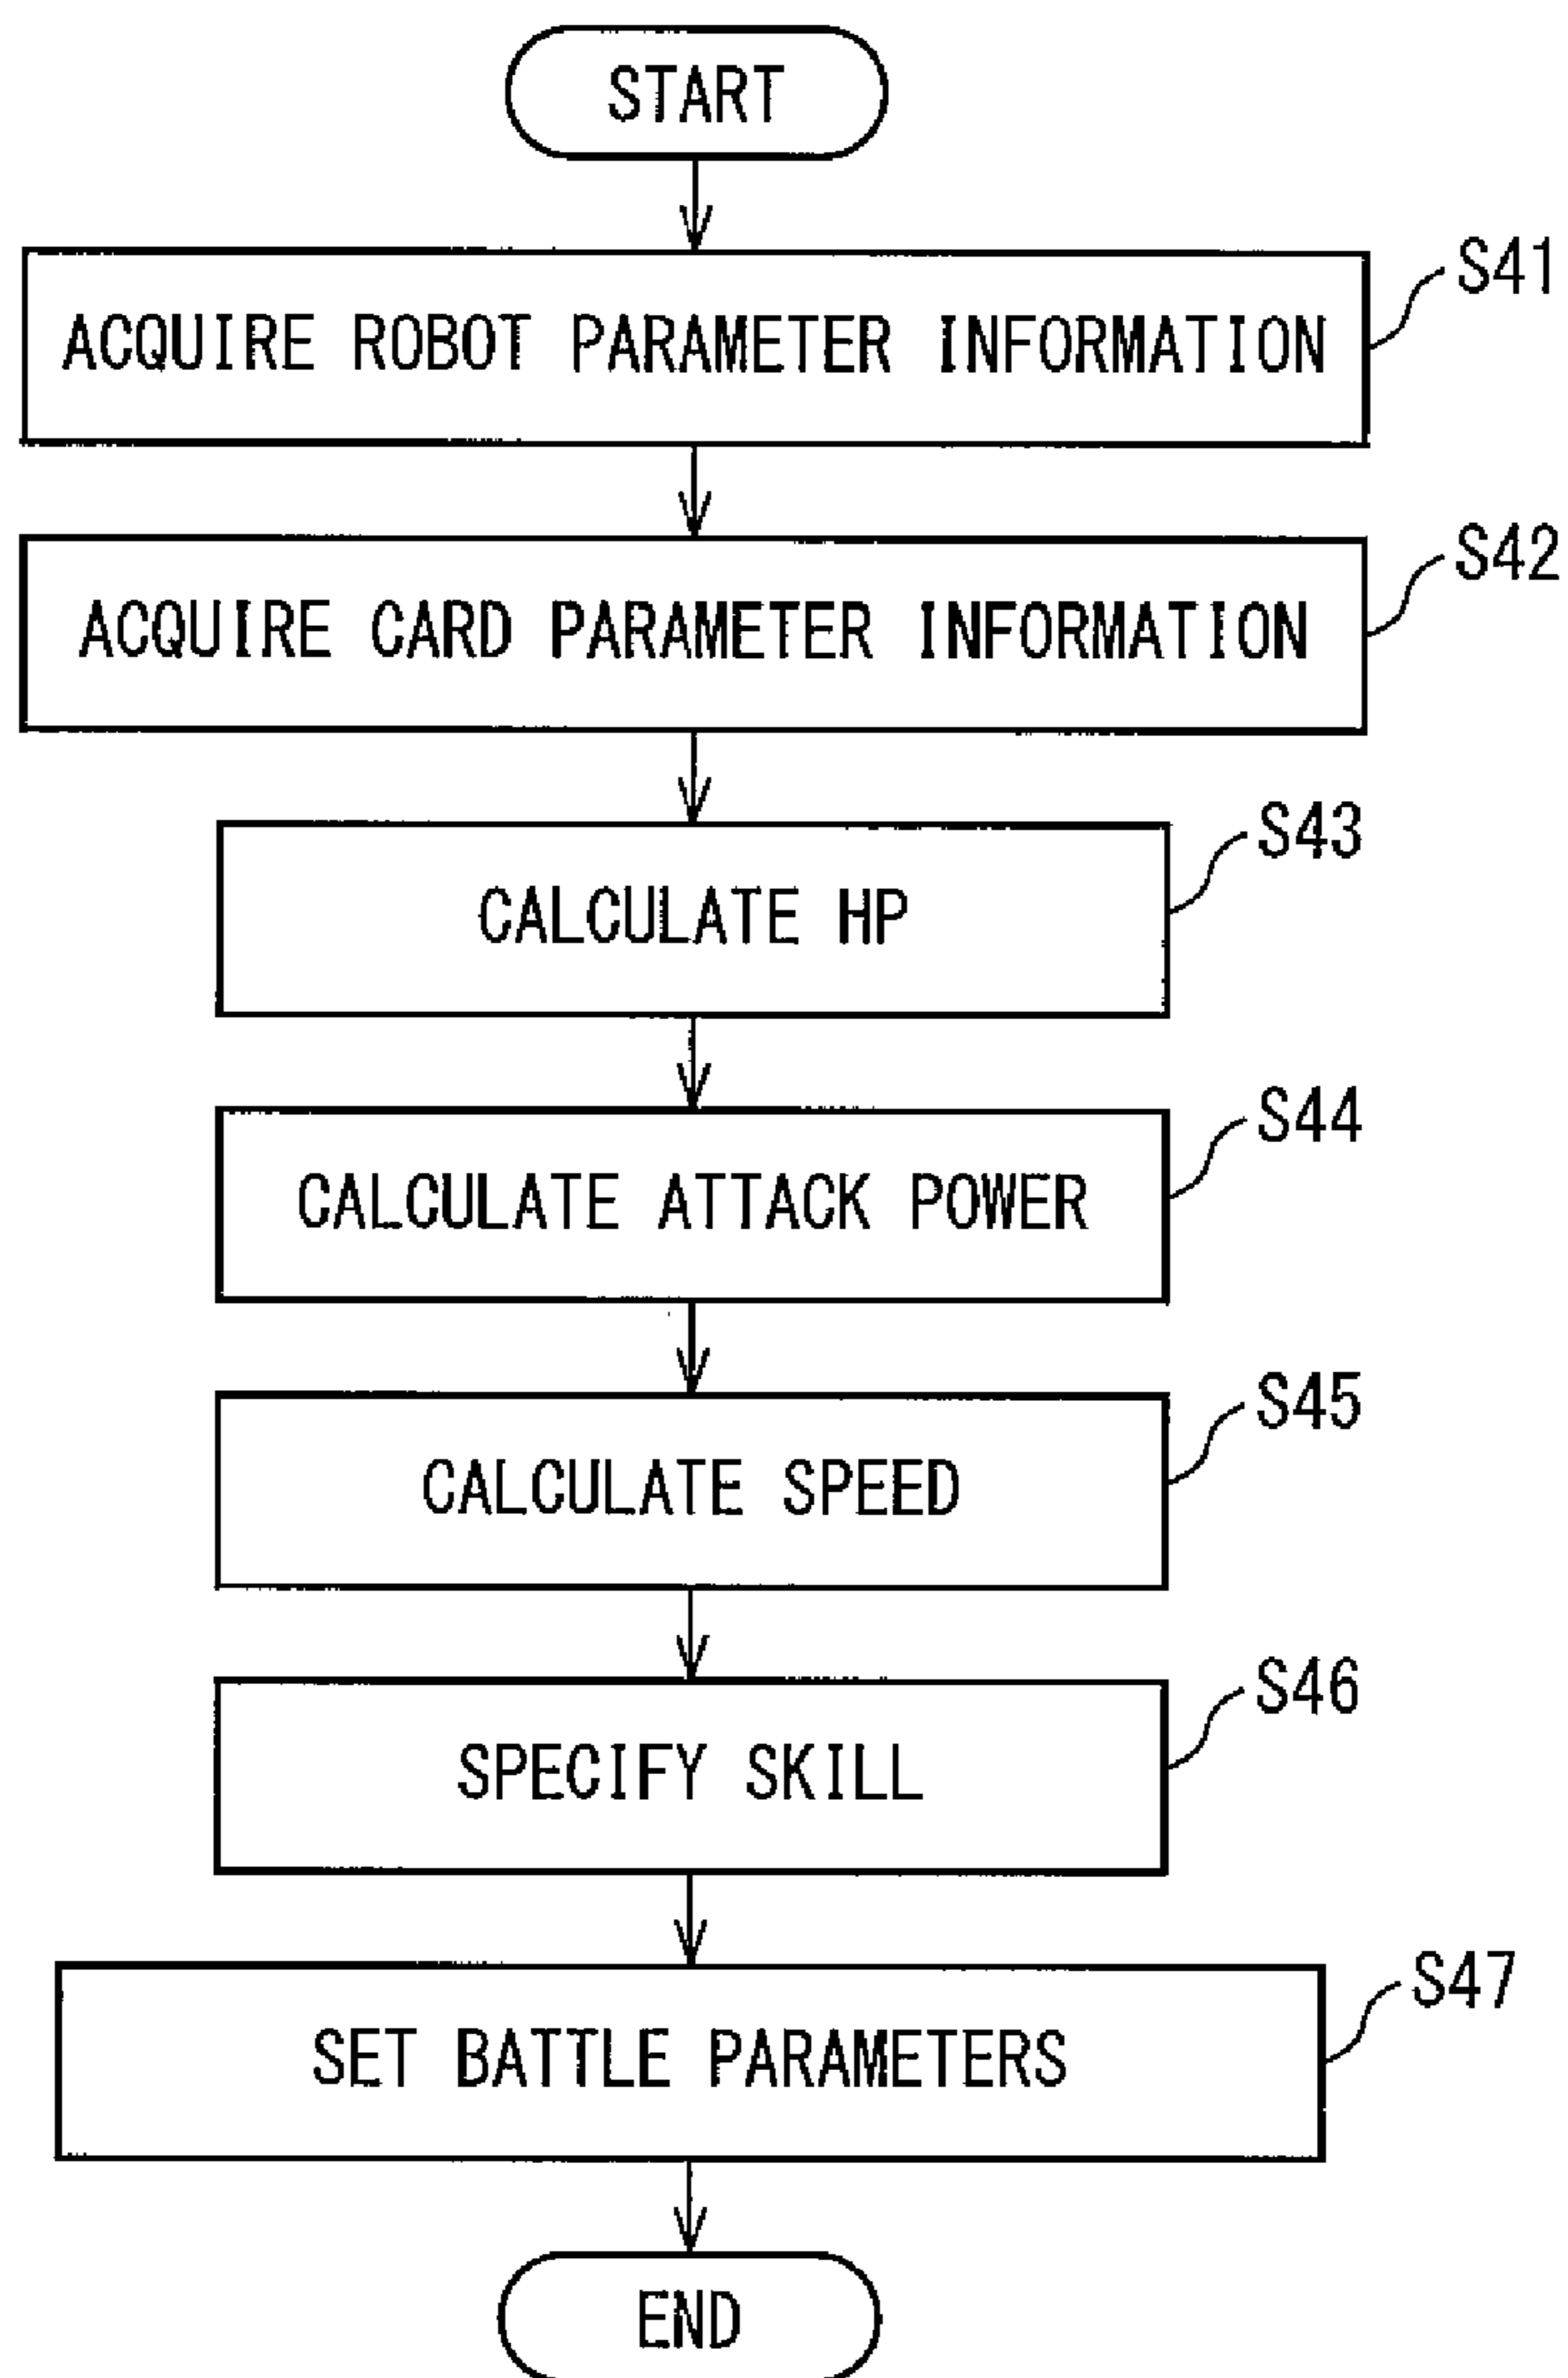 START
ACQUIRE ROBOT PARAMETER INFORMATION
S41
ACQUIRE CARD PARAMETER INFORMATION
S42
CALCULATE HP
S43
CALCULATE ATTACK POWER
S44
CALCULATE SPEED
S45
SPECIFY SKILL
S46
SET BATTLE PARAMETERS
S47
END